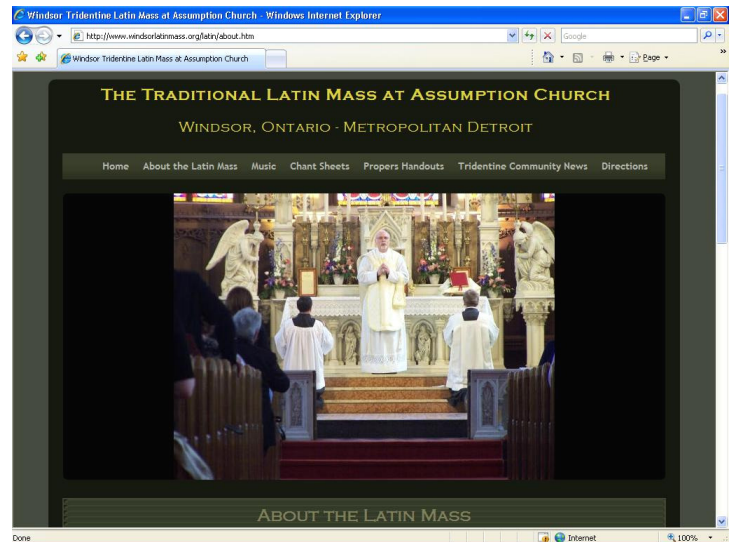 Windsor Tridentine Latin Mass at Assumption Church - Windows Internet Explorer
http://www.windsorlatinmass.org/latin/about.htm
Google
Windsor Tridentine Latin Mass at Assumption Church
Page
»
The Traditional Latin Mass at Assumption Church
Windsor, Ontario - Metropolitan Detroit
Home About the Latin Mass Music Chant Sheets Propers Handouts Tridentine Community News Directions
About the Latin Mass
Done Internet 100%